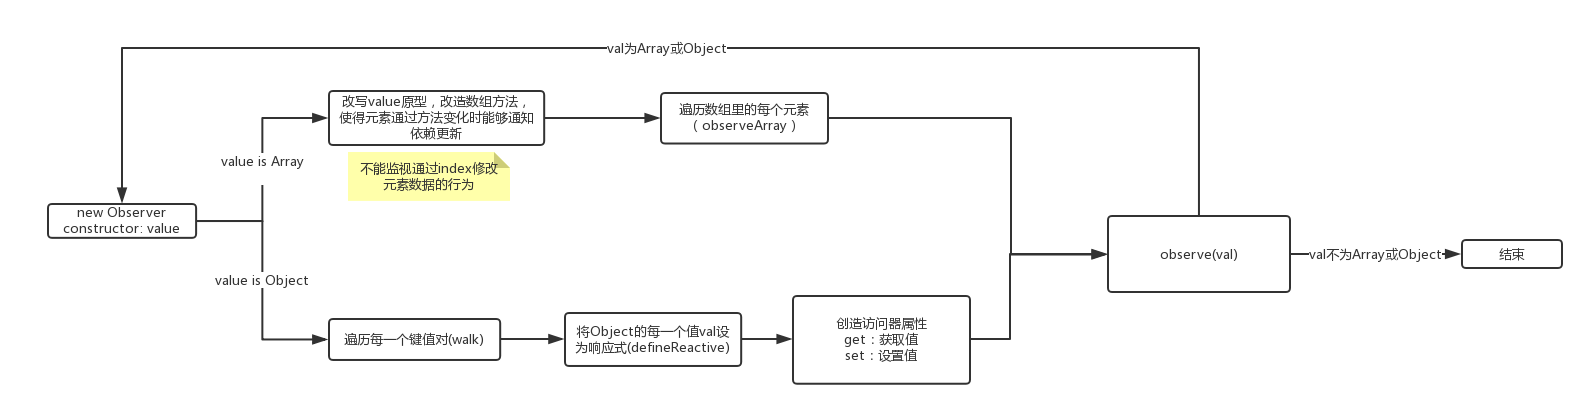 val为Array或Object
改写value原型，改造数组方法，
使得元素通过方法变化时能够通知
依赖更新
遍历数组里的每个元素
（observeArray）
value is Array
不能监视通过index修改
元素数据的行为
new Observer
constructor: value
observe(val)
val不为Array或Object
结束
value is Object
遍历每一个键值对(walk)
将Object的每一个值val设
为响应式(defineReactive)
创造访问器属性
get：获取值
set：设置值